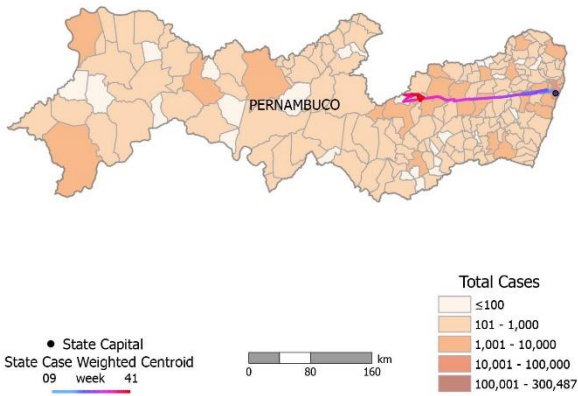 PERNAMBUCO
Total Cases
≤100
101 - 1,000
1,001 - 10,000
10,001 - 100,000
100,001 - 300,487
State Capital
State Case Weighted Centroid
09 week 41
km
0 80 160